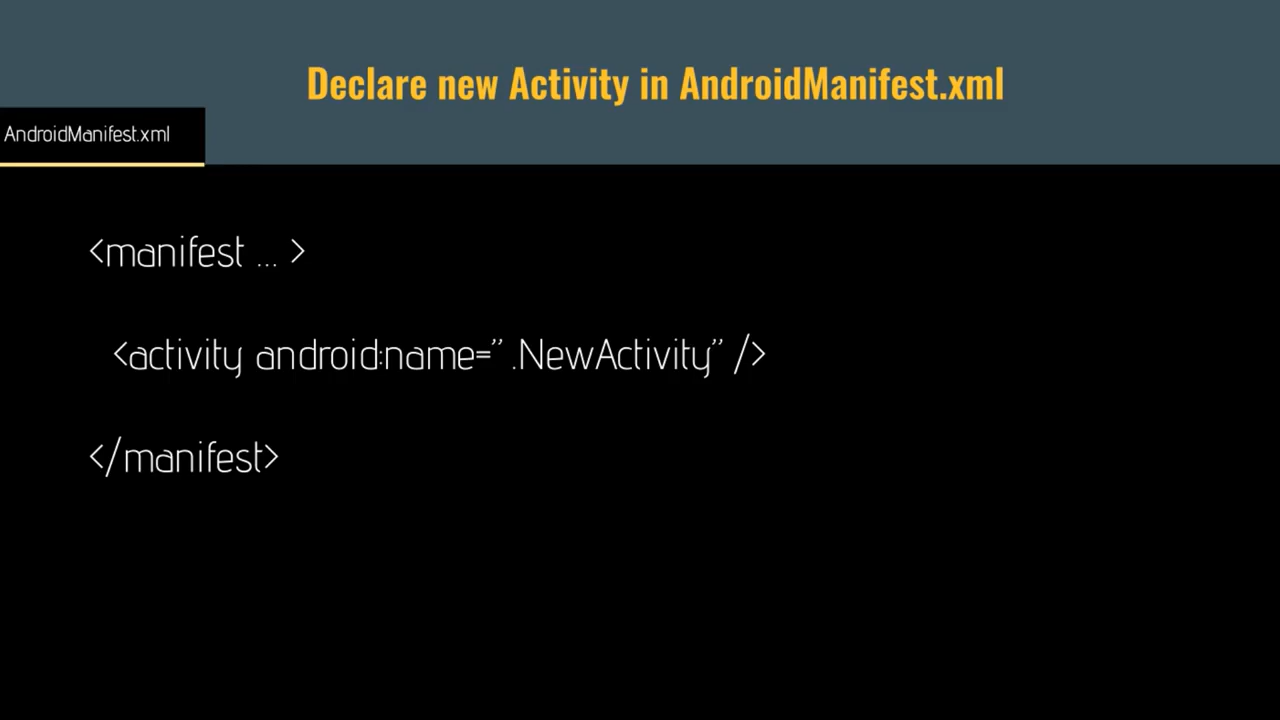 Declare new Activity in AndroidManifest.xml
AndroidManifest.xml
<manifest ... >
<activity android:name=” .NewActivity” />
</manifest>